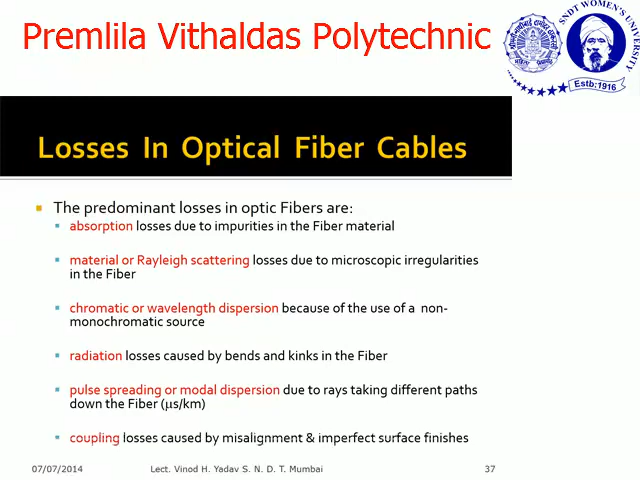 Premlila Vithaldas Polytechnic
SNDT WOMEN'S UNIVERSITY
Estb:1916
Losses In Optical Fiber Cables
The predominant losses in optic Fibers are:
absorption losses due to impurities in the Fiber material
material or Rayleigh scattering losses due to microscopic irregularities
in the Fiber
chromatic or wavelength dispersion because of the use of a non-
monochromatic source
radiation losses caused by bends and kinks in the Fiber
pulse spreading or modal dispersion due to rays taking different paths
down the Fiber (µs/km)
coupling losses caused by misalignment & imperfect surface finishes
07/07/2014 Lect. Vinod H. Yadav S. N. D. T. Mumbai 37